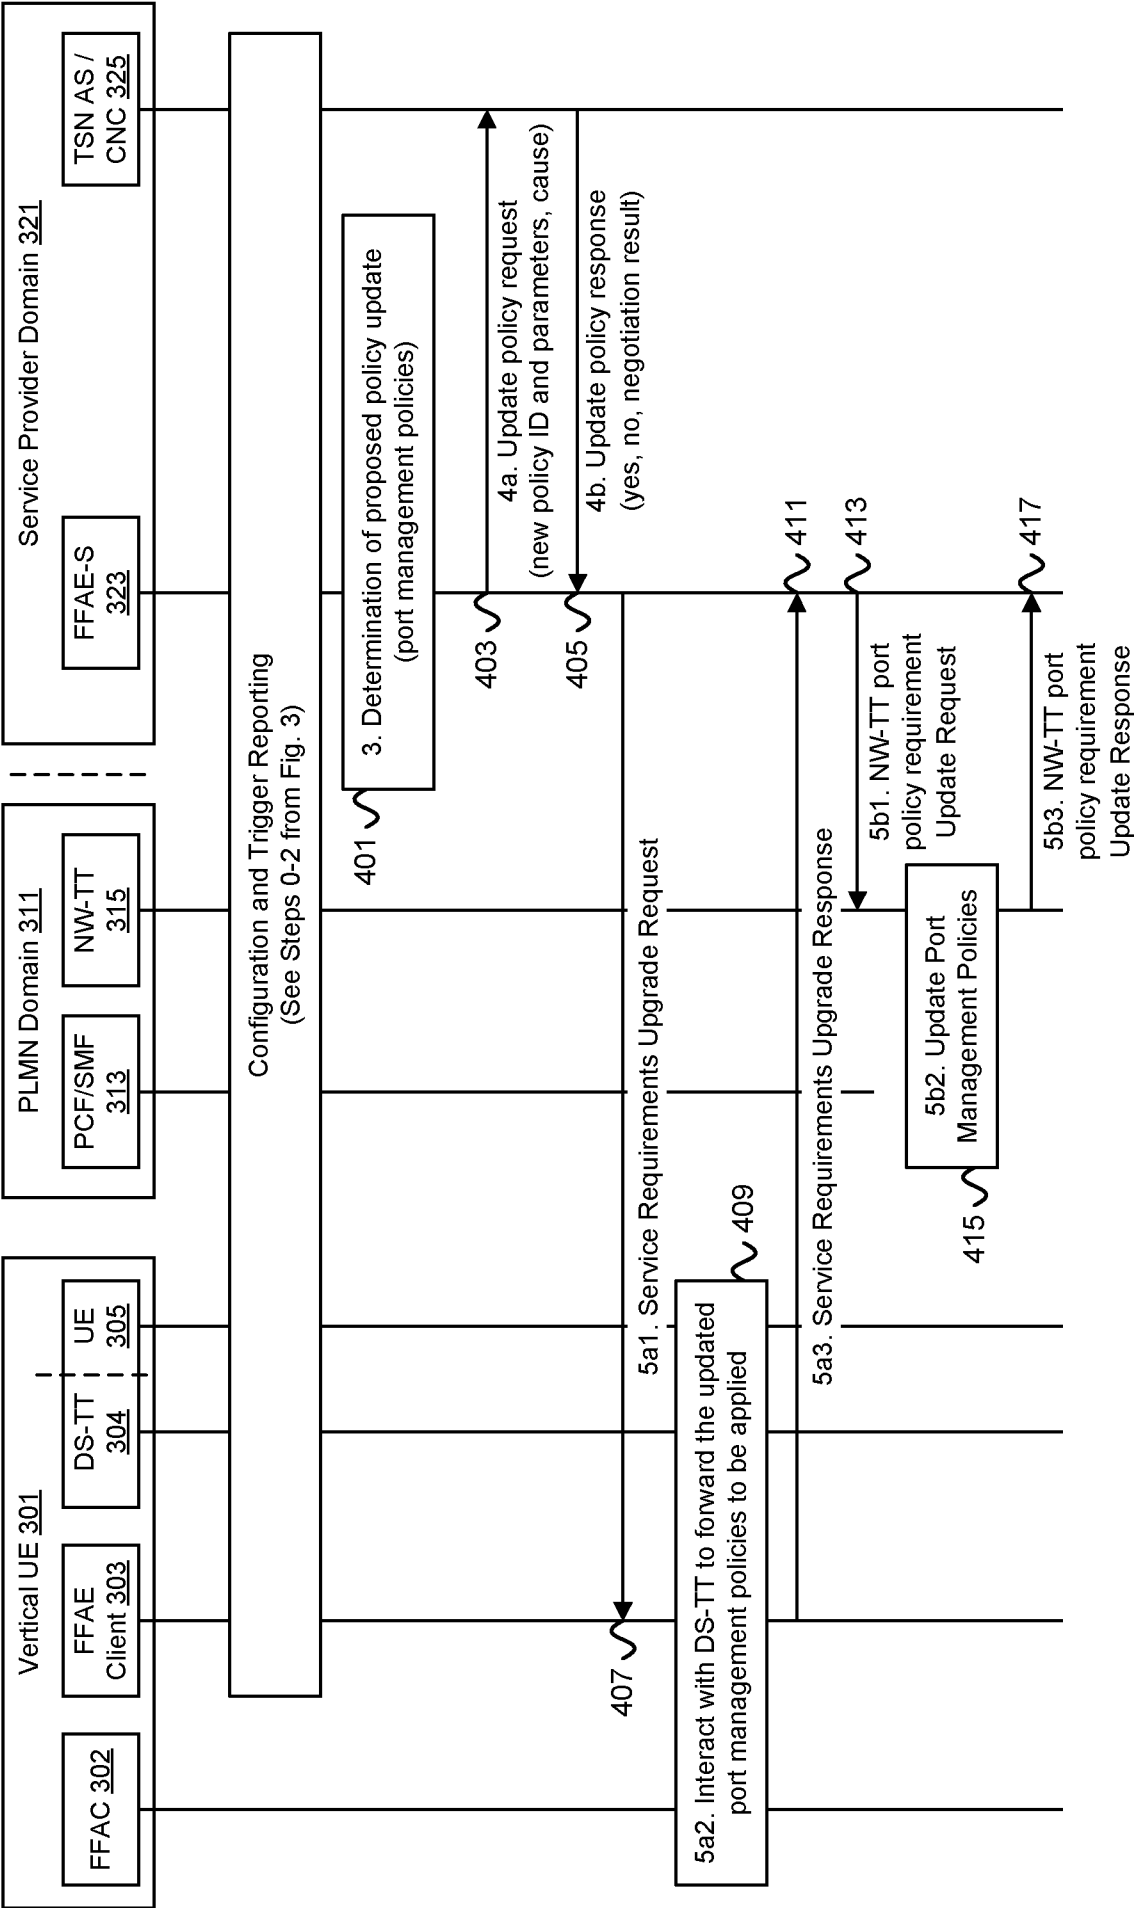 Vertical UE 301
PLMN Domain 311
Service Provider Domain 321
FFAC 302
FFAE
Client 303
DS-TT
304
UE
305
PCF/SMF
313
NW-TT
315
FFAE-S
323
TSN AS /
CNC 325
Configuration and Trigger Reporting
(See Steps 0-2 from Fig. 3)
401
3. Determination of proposed policy update
(port management policies)
403
4a. Update policy request
(new policy ID and parameters, cause)
405
4b. Update policy response
(yes, no, negotiation result)
407
5a1. Service Requirements Upgrade Request
5a2. Interact with DS-TT to forward the updated
port management policies to be applied
409
5a3. Service Requirements Upgrade Response
411
413
5b1. NW-TT port
policy requirement
Update Request
415
5b2. Update Port
Management Policies
417
5b3. NW-TT port
policy requirement
Update Response